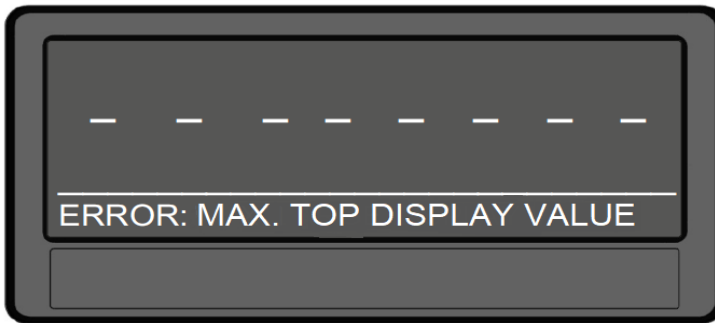 - - - - - - - -
ERROR: MAX. TOP DISPLAY VALUE